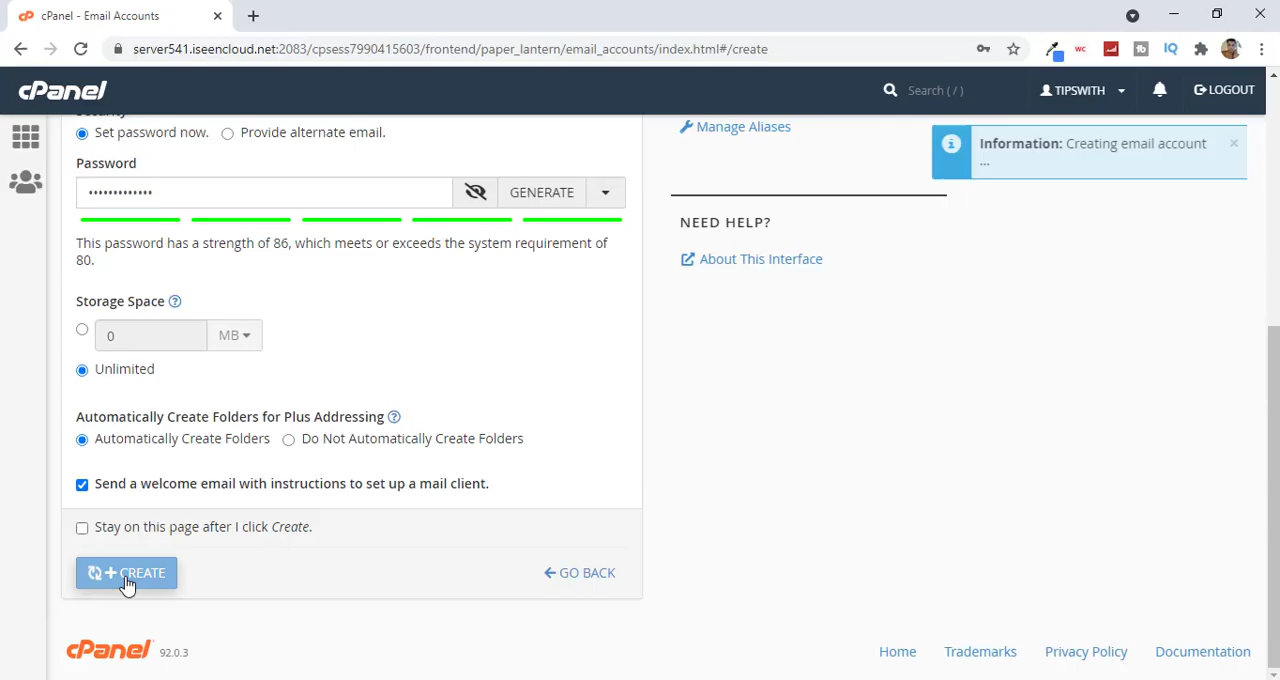 cPanel - Email Accounts
server541.iseencloud.net:2083/cpsess7990415603/frontend/paper_lantern/email_accounts/index.html#/create
WC
IQ
cPanel
Search ( / )
TIPSWITH
LOGOUT
Security
Set password now.
Provide alternate email.
Manage Aliases
Information: Creating email account
...
Password
•••••••••••••
GENERATE
NEED HELP?
This password has a strength of 86, which meets or exceeds the system requirement of
80.
About This Interface
Storage Space
0
MB
Unlimited
Automatically Create Folders for Plus Addressing
Automatically Create Folders
Do Not Automatically Create Folders
Send a welcome email with instructions to set up a mail client.
Stay on this page after I click Create.
CREATE
GO BACK
cPanel 92.0.3
Home
Trademarks
Privacy Policy
Documentation